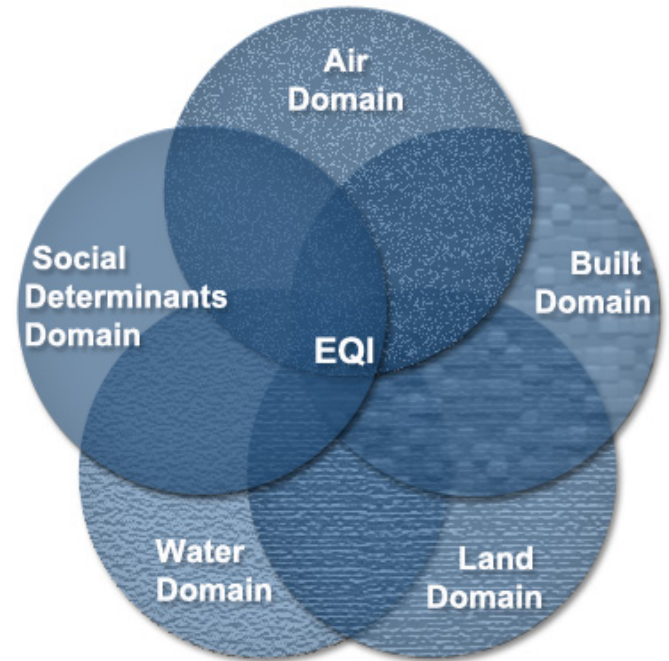 Air
Domain
Social
Determinants
Domain
Built
Domain
EQI
Water
Domain
Land
Domain